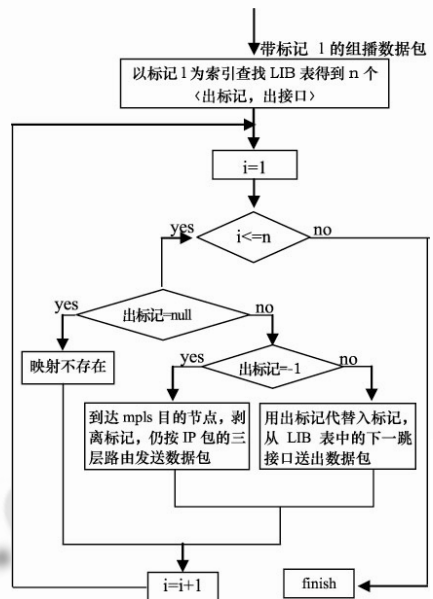 带标记 l 的组播数据包
以标记 l 为索引查找 LIB 表得到 n 个
（出标记，出接口）
i=1
yes
i<=n
no
yes
出标记=null
no
映射不存在
yes
出标记=-1
no
到达 mpls 目的节点，剥
离标记，仍按 IP 包的三
层路由发送数据包
用出标记代替入标记，
从 LIB 表中的下一跳
接口送出数据包
i=i+1
finish